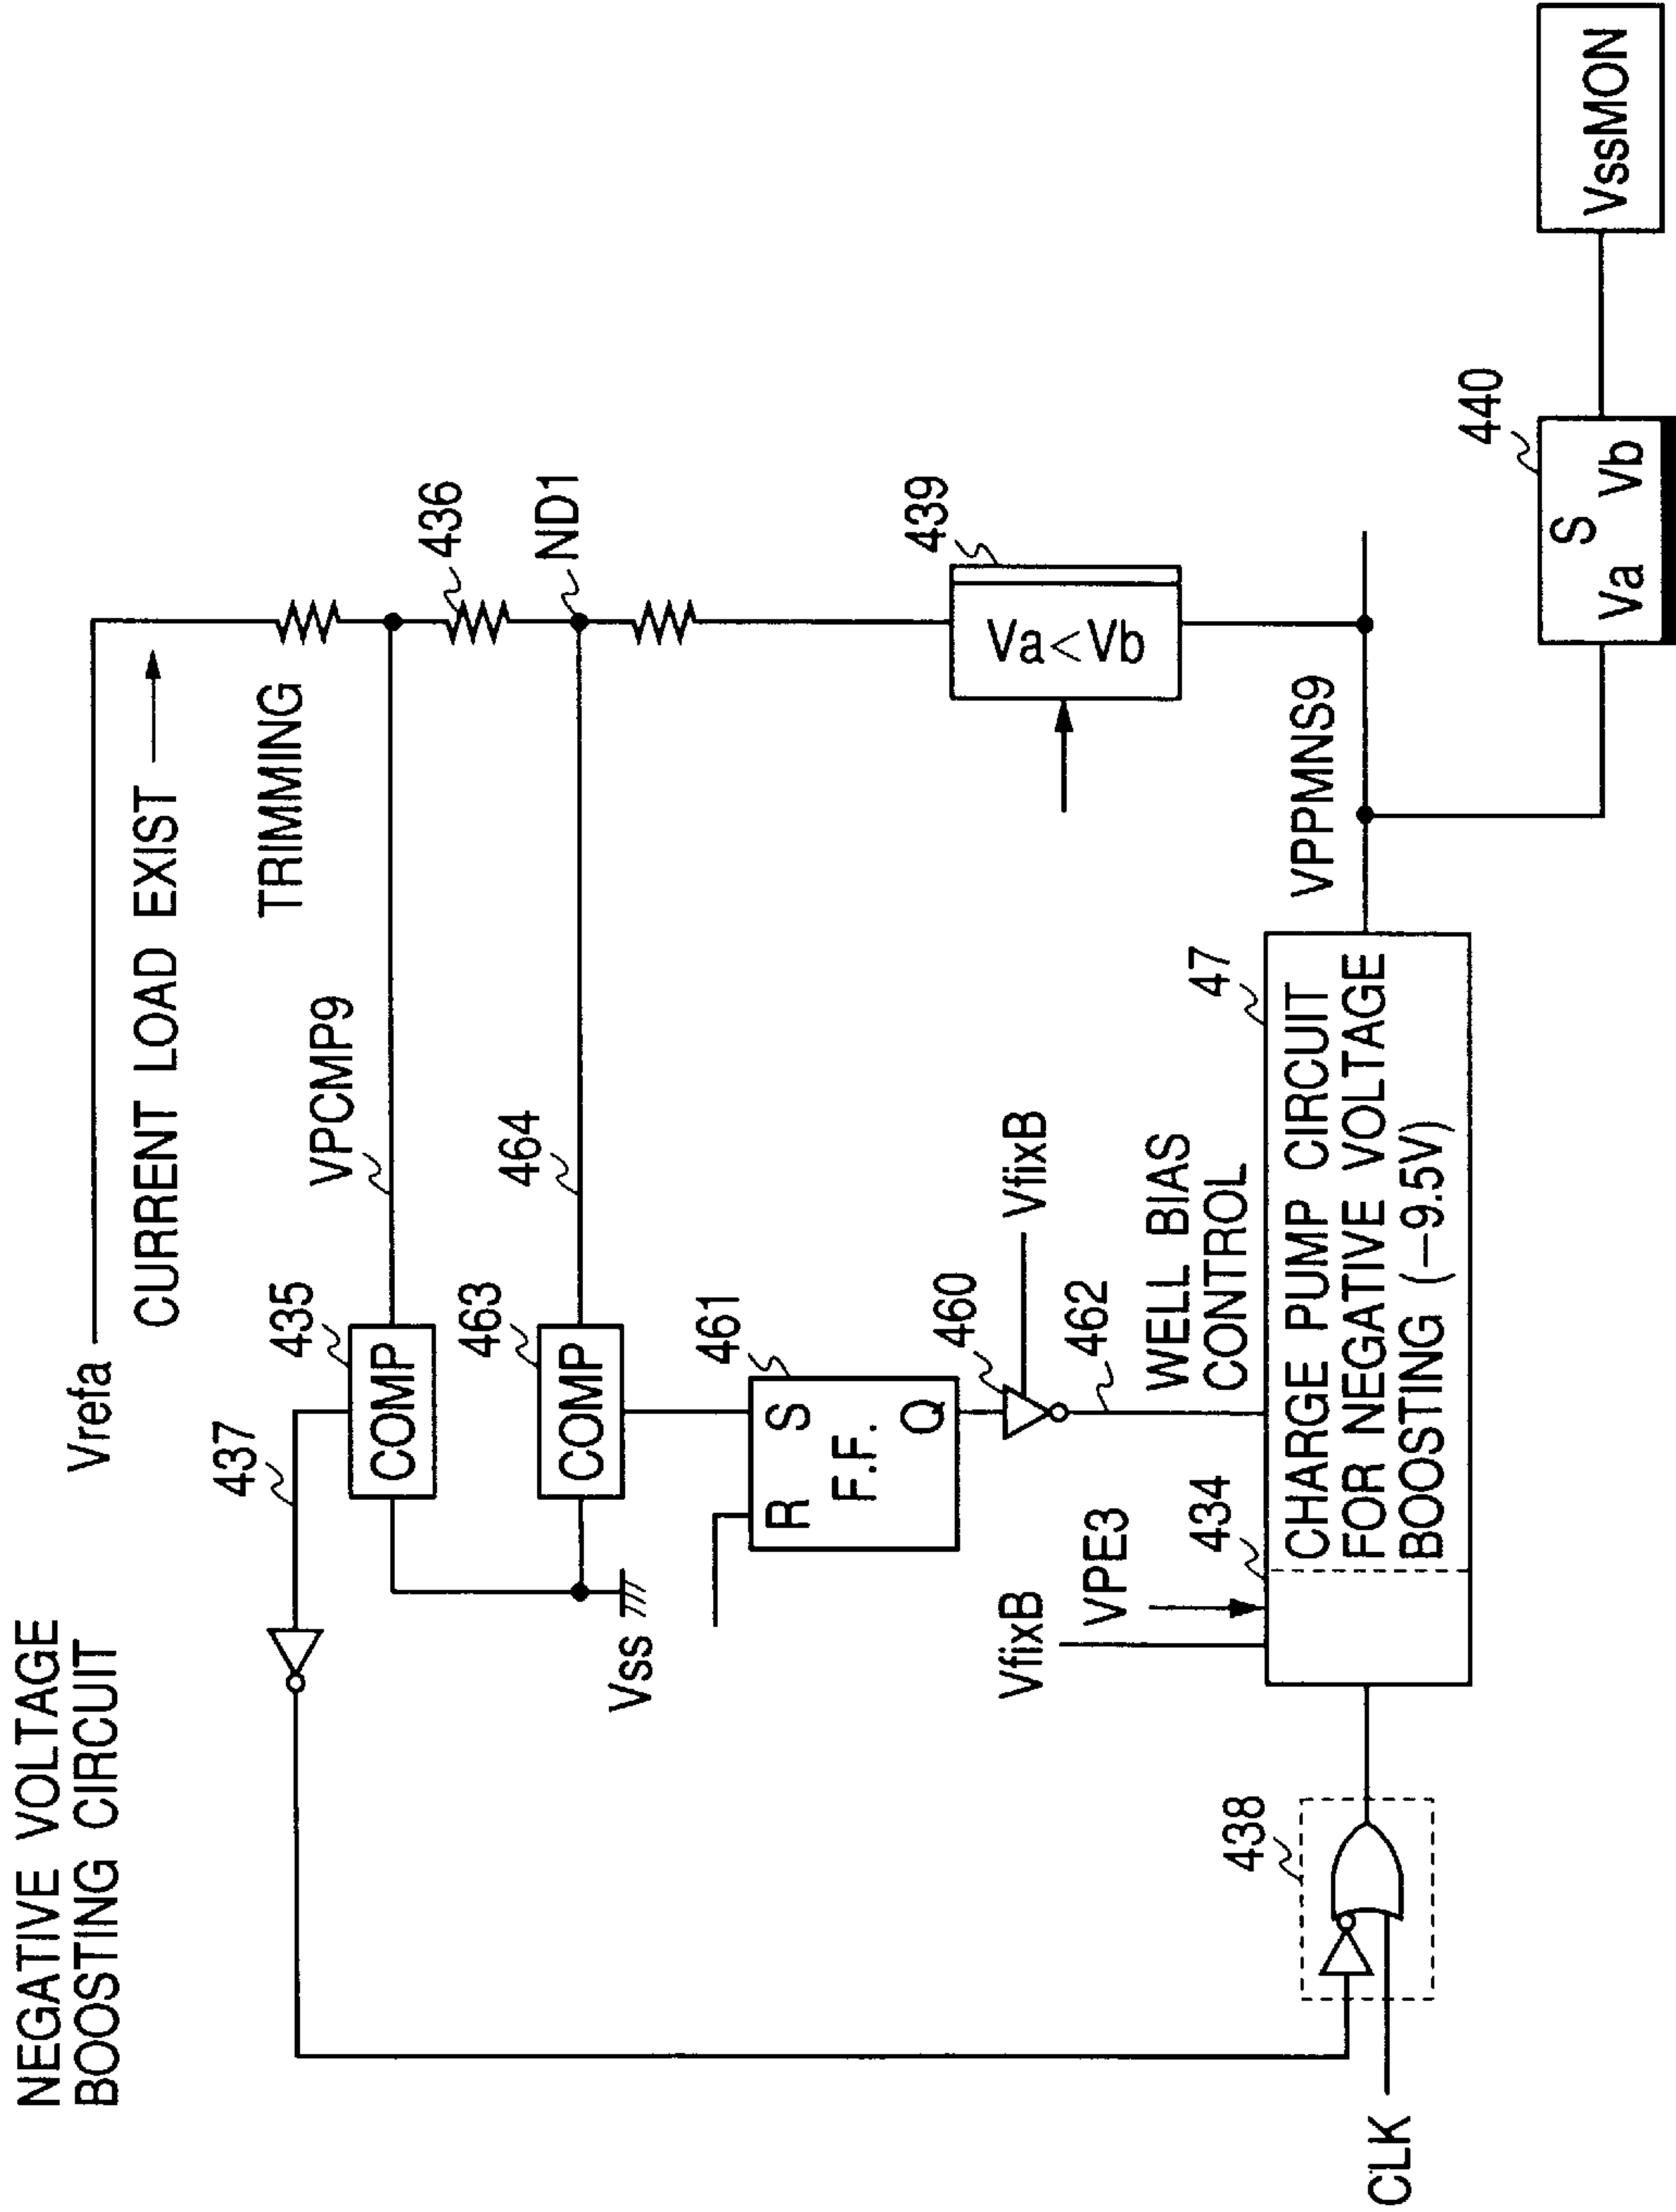 NEGATIVE VOLTAGE
BOOSTING CIRCUIT
Vrefa
CURRENT LOAD EXIST
TRIMMING
437
435
COMP
VPCMP9
436
463
COMP
464
ND1
Vss
461
R S
F.F.
Q
460
VfixB
462
WELL BIAS
CONTROL
439
Va<Vb
VfixB
VPE3
434
47
CHARGE PUMP CIRCUIT
FOR NEGATIVE VOLTAGE
BOOSTING (−9.5V)
VPPMNS9
438
CLK
440
S
Va Vb
VssMON